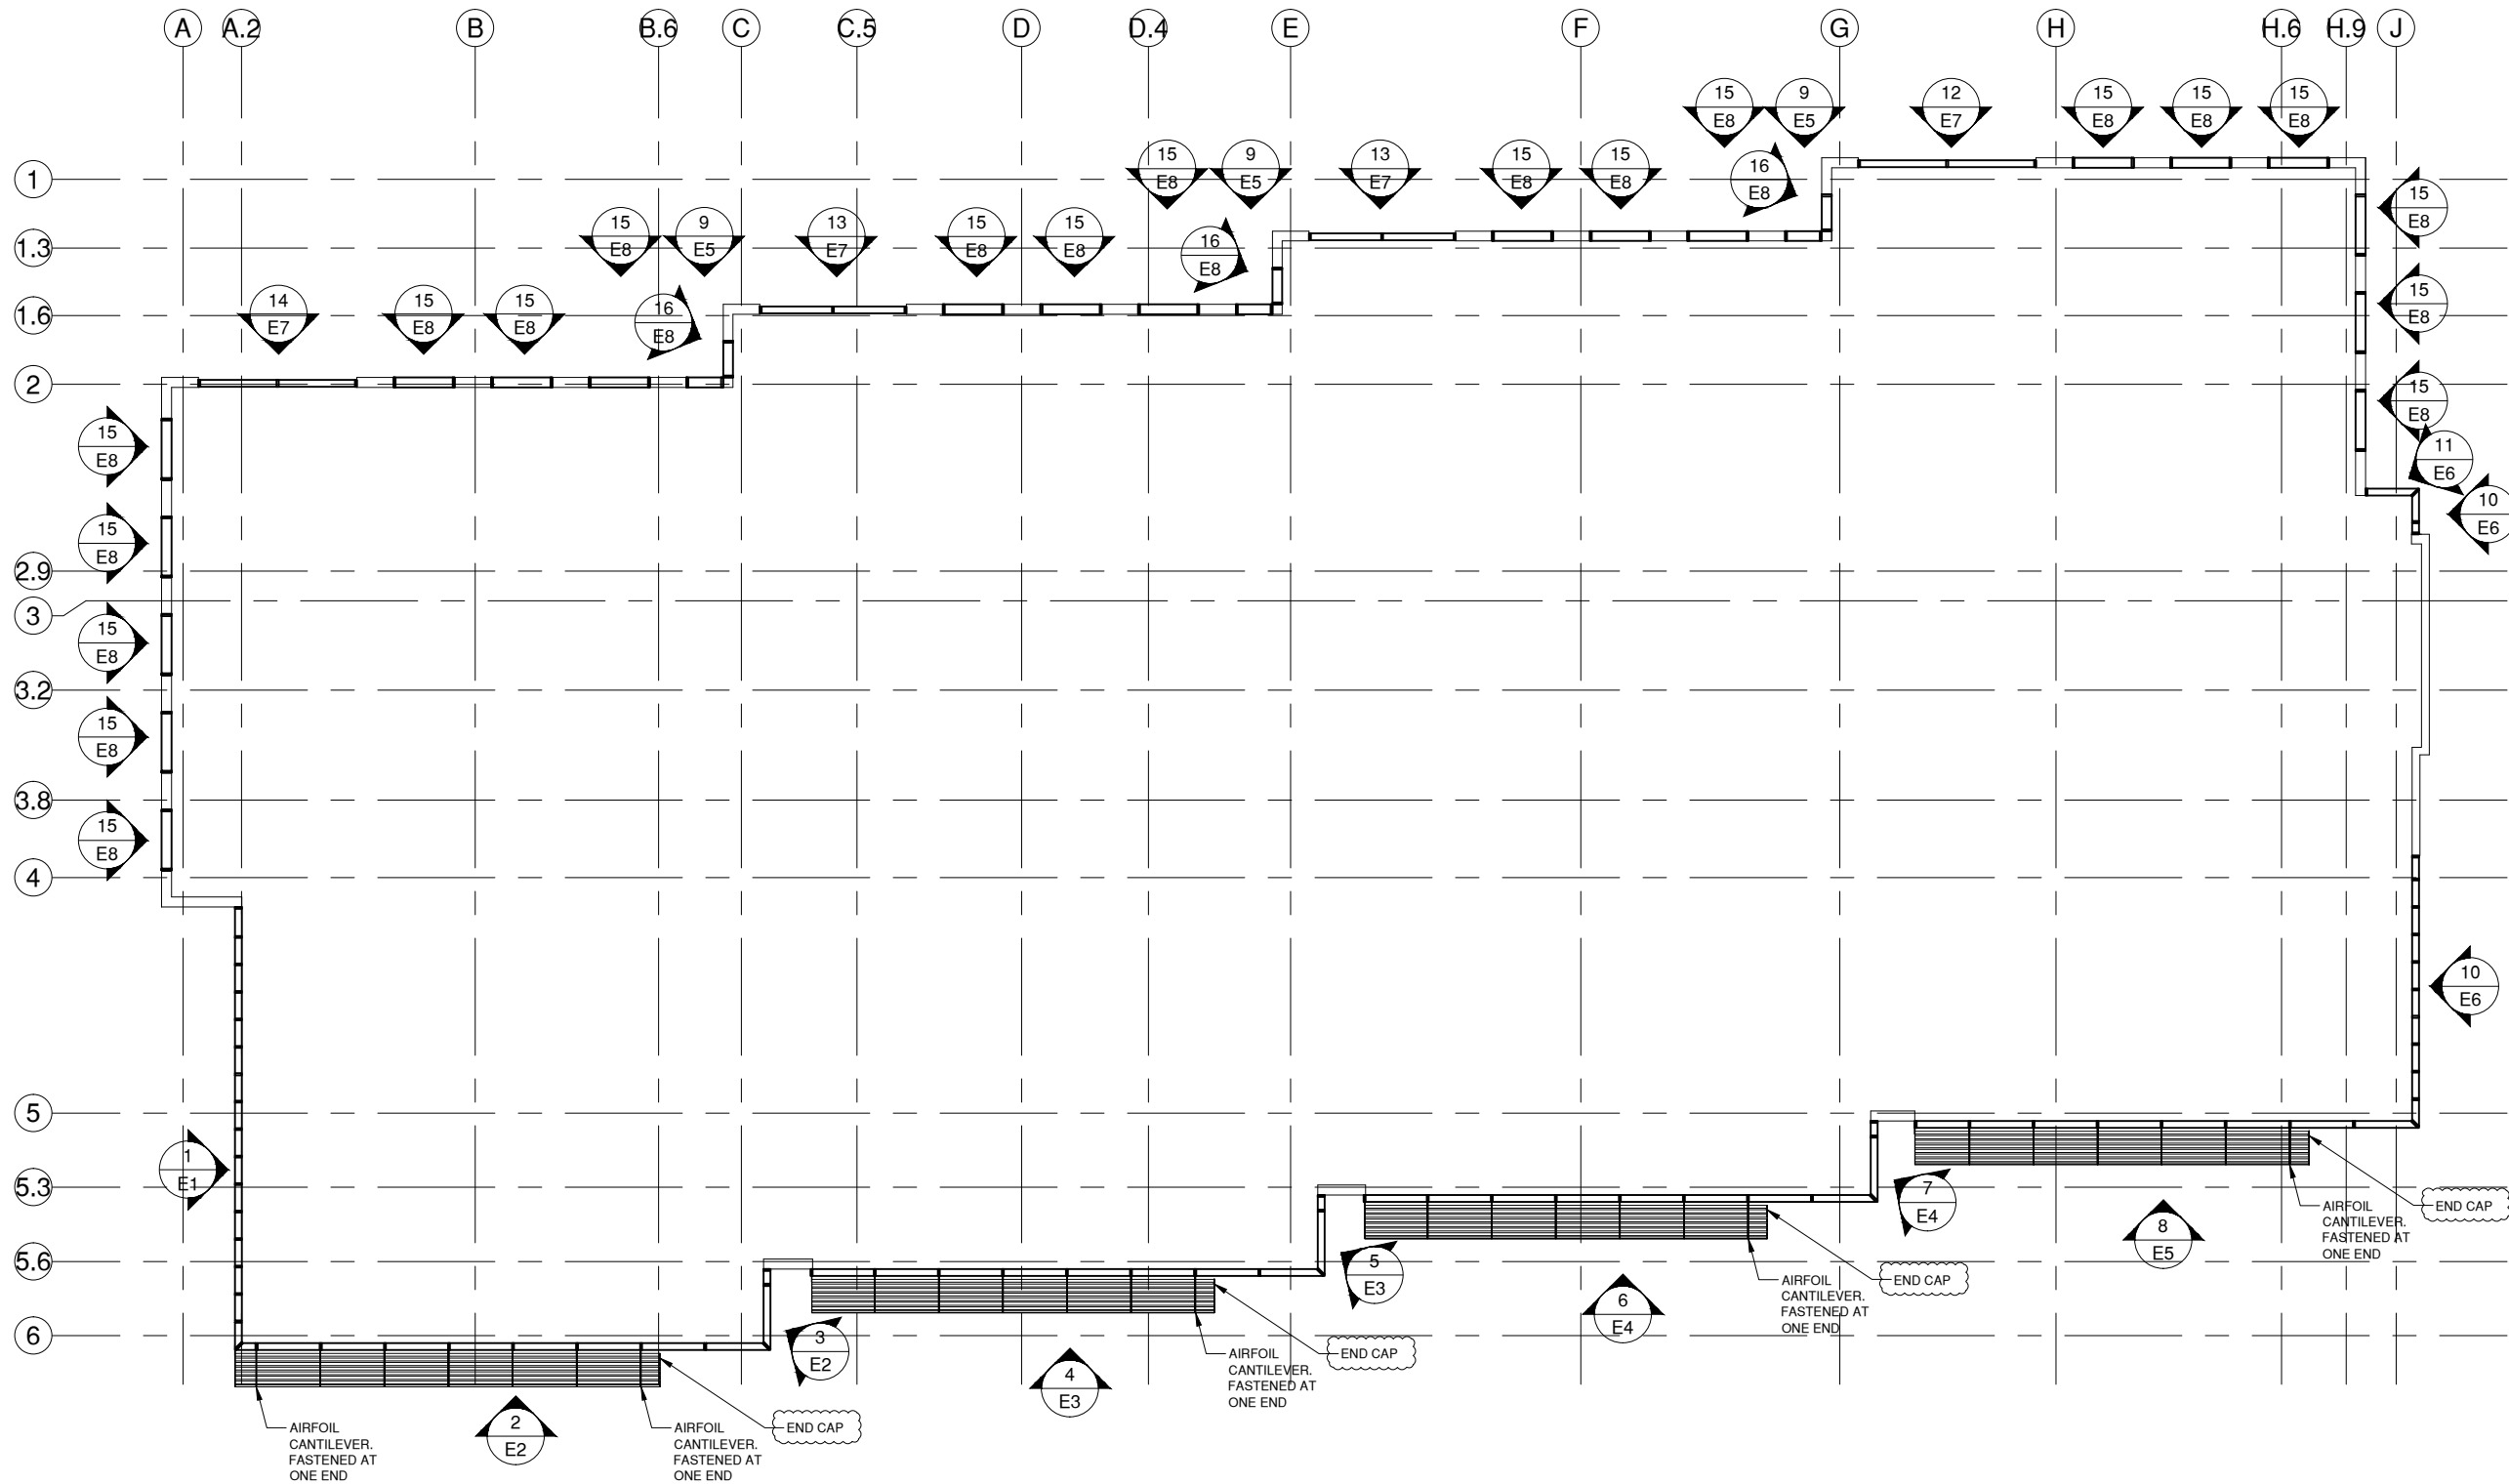 A
A.2
B
B.6
C
C.5
D
D.4
E
F
G
H
H.6
H.9
J
15
E8
9
E5
12
E7
15
E8
15
E8
15
E8
1
15
E8
9
E5
13
E7
15
E8
15
E8
16
E8
15
E8
1.3
15
E8
9
E5
13
E7
15
E8
15
E8
16
E8
1.6
14
E7
15
E8
15
E8
16
E8
15
E8
2
15
E8
15
E8
11
E6
10
E6
15
E8
2.9
3
15
E8
3.2
15
E8
3.8
15
E8
4
10
E6
5
1
E1
5.3
7
E4
8
E5
AIRFOIL
CANTILEVER.
FASTENED AT
ONE END
END CAP
5.6
5
E3
6
E4
AIRFOIL
CANTILEVER.
FASTENED AT
ONE END
END CAP
6
3
E2
4
E3
AIRFOIL
CANTILEVER.
FASTENED AT
ONE END
END CAP
AIRFOIL
CANTILEVER.
FASTENED AT
ONE END
2
E2
AIRFOIL
CANTILEVER.
FASTENED AT
ONE END
END CAP